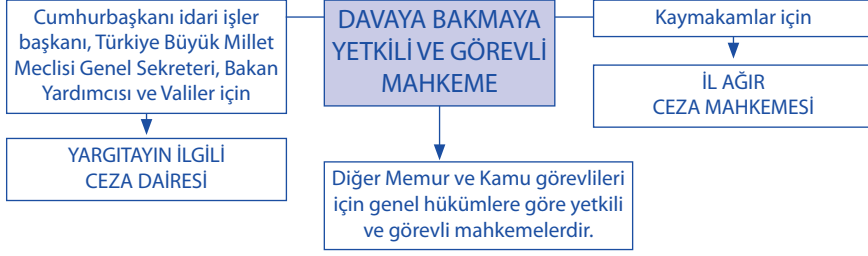 Cumhurbaşkanı idari işler
başkanı, Türkiye Büyük Millet
Meclisi Genel Sekreteri, Bakan
Yardımcısı ve Valiler için
YARGITAYIN İLGİLİ
CEZA DAİRESİ
DAVAYA BAKMAYA
YETKİLİ VE GÖREVLİ
MAHKEME
Diğer Memur ve Kamu görevlileri
için genel hükümlere göre yetkili
ve görevli mahkemelerdir.
Kaymakamlar için
İL AĞIR
CEZA MAHKEMESİ